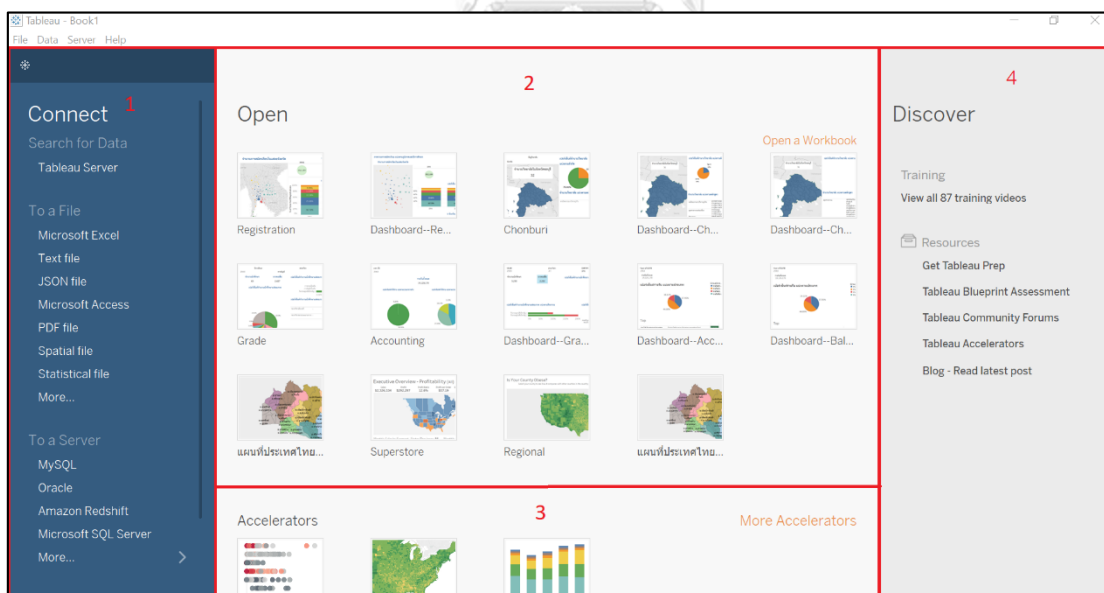 Tableau - Book1
File Data Server Help
1
Connect
Search for Data
Tableau Server
To a File
Microsoft Excel
Text file
JSON file
Microsoft Access
PDF file
Spatial file
Statistical file
More...
To a Server
MySQL
Oracle
Amazon Redshift
Microsoft SQL Server
More...
2
Open
Open a Workbook
Registration
Dashboard--Re...
Chonburi
Dashboard--Ch...
Dashboard--Ch...
Grade
Accounting
Dashboard--Gra...
Dashboard--Acc...
Dashboard--Bal...
Executive Overview - Profitability
Is Your County Diverse?
แผนที่ประเทศไทย...
Superstore
Regional
แผนที่ประเทศไทย...
3
Accelerators
More Accelerators
4
Discover
Training
View all 87 training videos
Resources
Get Tableau Prep
Tableau Blueprint Assessment
Tableau Community Forums
Tableau Accelerators
Blog - Read latest post